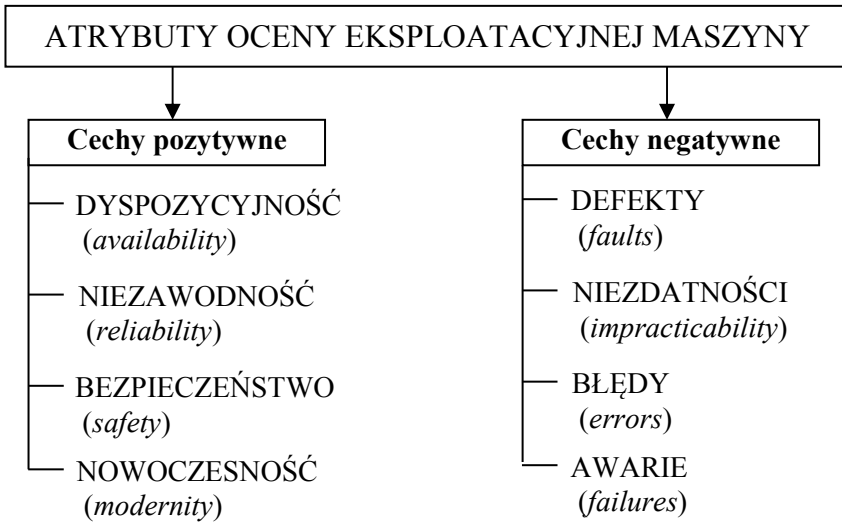 ATRYBUTY OCENY EKSPLOATACYJNEJ MASZYNY
Cechy pozytywne
DYSPOZYCYJNOŚĆ
(availability)
NIEZAWODNOŚĆ
(reliability)
BEZPIECZEŃSTWO
(safety)
NOWOCZESNOŚĆ
(modernity)
Cechy negatywne
DEFEKTY
(faults)
NIEZDATNOŚCI
(impracticability)
BŁĘDY
(errors)
AWARIE
(failures)